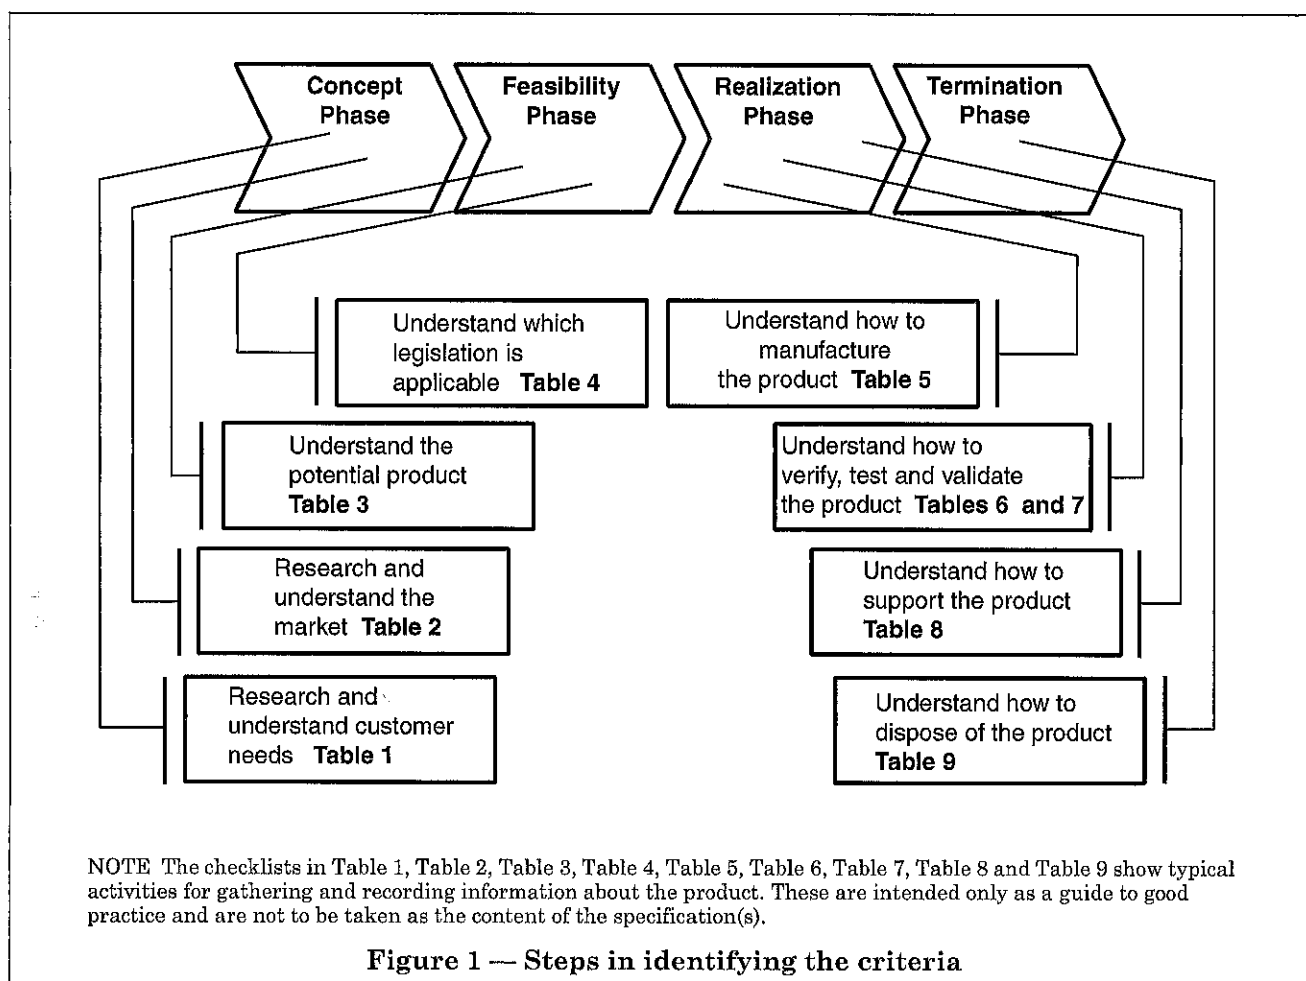 Concept
Phase
Feasibility
Phase
Realization
Phase
Termination
Phase
Understand which
legislation is
applicable Table 4
Understand how to
manufacture
the product Table 5
Understand the
potential product
Table 3
Understand how to
verify, test and validate
the product Tables 6 and 7
Research and
understand the
market Table 2
Understand how to
support the product
Table 8
Research and
understand customer
needs Table 1
Understand how to
dispose of the product
Table 9
NOTE The checklists in Table 1, Table 2, Table 3, Table 4, Table 5, Table 6, Table 7, Table 8 and Table 9 show typical
activities for gathering and recording information about the product. These are intended only as a guide to good
practice and are not to be taken as the content of the specification(s).
Figure 1 — Steps in identifying the criteria